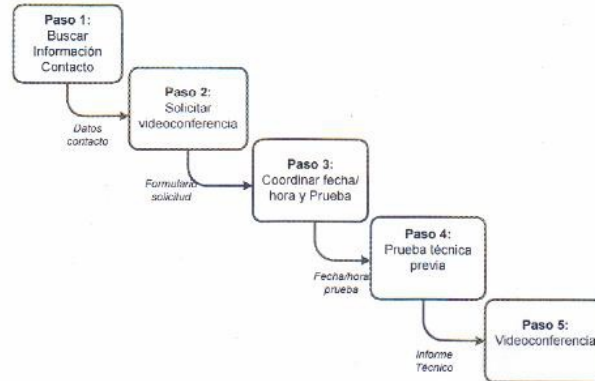 Paso 1:
Buscar
Información
Contacto
Datos
contacto
Paso 2:
Solicitar
videoconferencia
Formulario
solicitud
Paso 3:
Coordinar fecha/
hora y Prueba
Fecha/hora
prueba
Paso 4:
Prueba técnica
previa
Informe
Técnico
Paso 5:
Videoconferencia